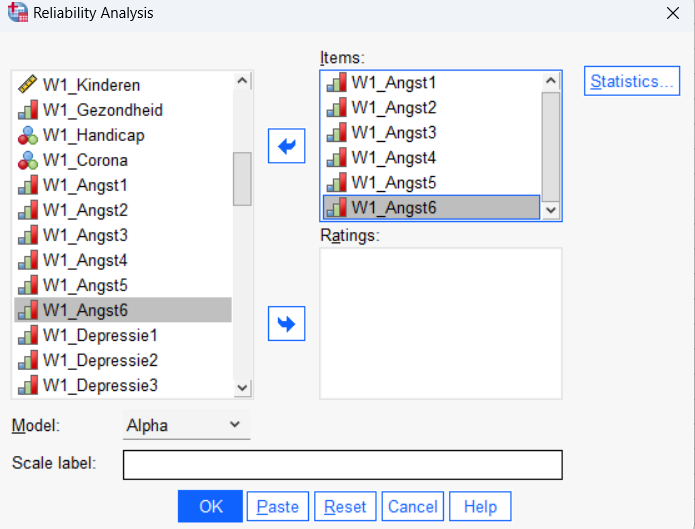 Reliability Analysis
Items:
W1_Kinderen
W1_Gezondheid
W1_Handicap
W1_Corona
W1_Angst1
W1_Angst2
W1_Angst3
W1_Angst4
W1_Angst5
W1_Angst6
W1_Depressie1
W1_Depressie2
W1_Depressie3
W1_Angst1
W1_Angst2
W1_Angst3
W1_Angst4
W1_Angst5
W1_Angst6
Statistics...
Ratings:
Model: Alpha
Scale label:
OK Paste Reset Cancel Help